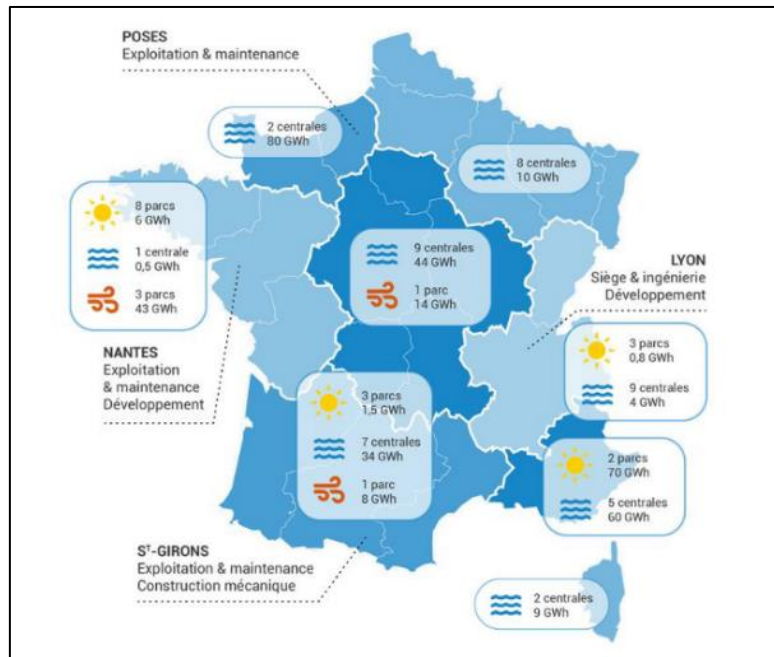 POSES
Exploitation & maintenance
2 centrales
80 GWh
8 centrales
10 GWh
8 parcs
6 GWh
1 centrale
0,5 GWh
3 parcs
43 GWh
9 centrales
44 GWh
1 parc
14 GWh
LYON
Siège & ingénierie
Développement
NANTES
Exploitation
& maintenance
Développement
3 parcs
0,8 GWh
9 centrales
4 GWh
3 parcs
1,5 GWh
7 centrales
34 GWh
1 parc
8 GWh
2 parcs
70 GWh
5 centrales
60 GWh
Sᵀ-GIRONS
Exploitation & maintenance
Construction mécanique
2 centrales
9 GWh